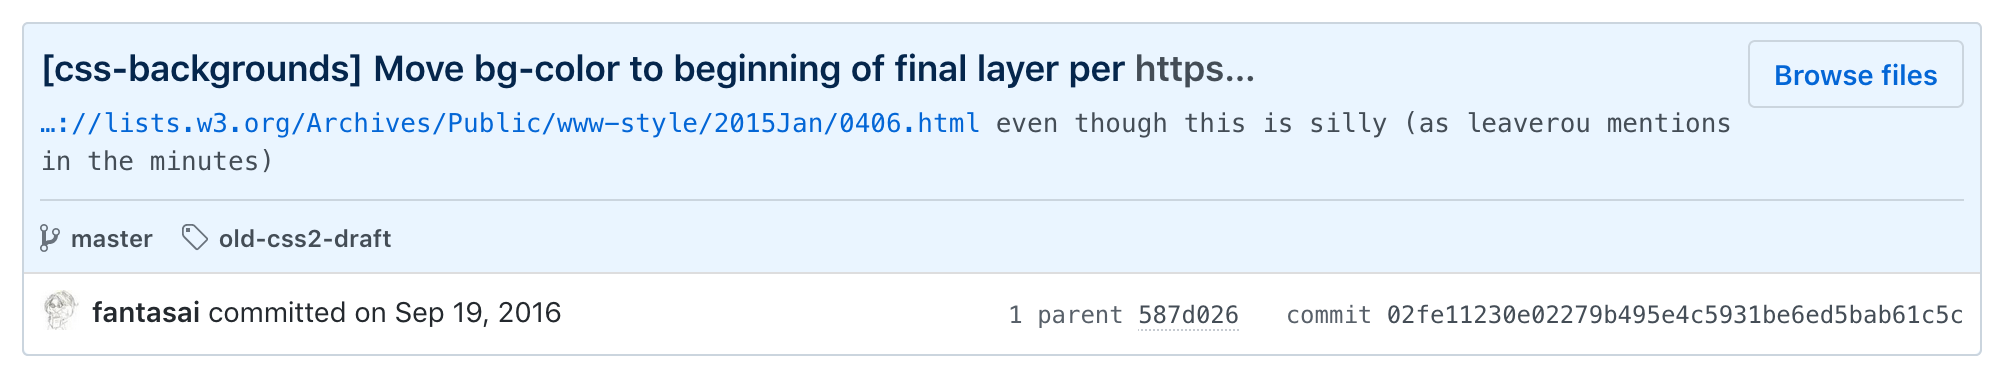 [css-backgrounds] Move bg-color to beginning of final layer per https...
Browse files
…://lists.w3.org/Archives/Public/www-style/2015Jan/0406.html even though this is silly (as leaverou mentions
in the minutes)
master old-css2-draft
fantasai committed on Sep 19, 2016
1 parent 587d026 commit 02fe11230e02279b495e4c5931be6ed5bab61c5c